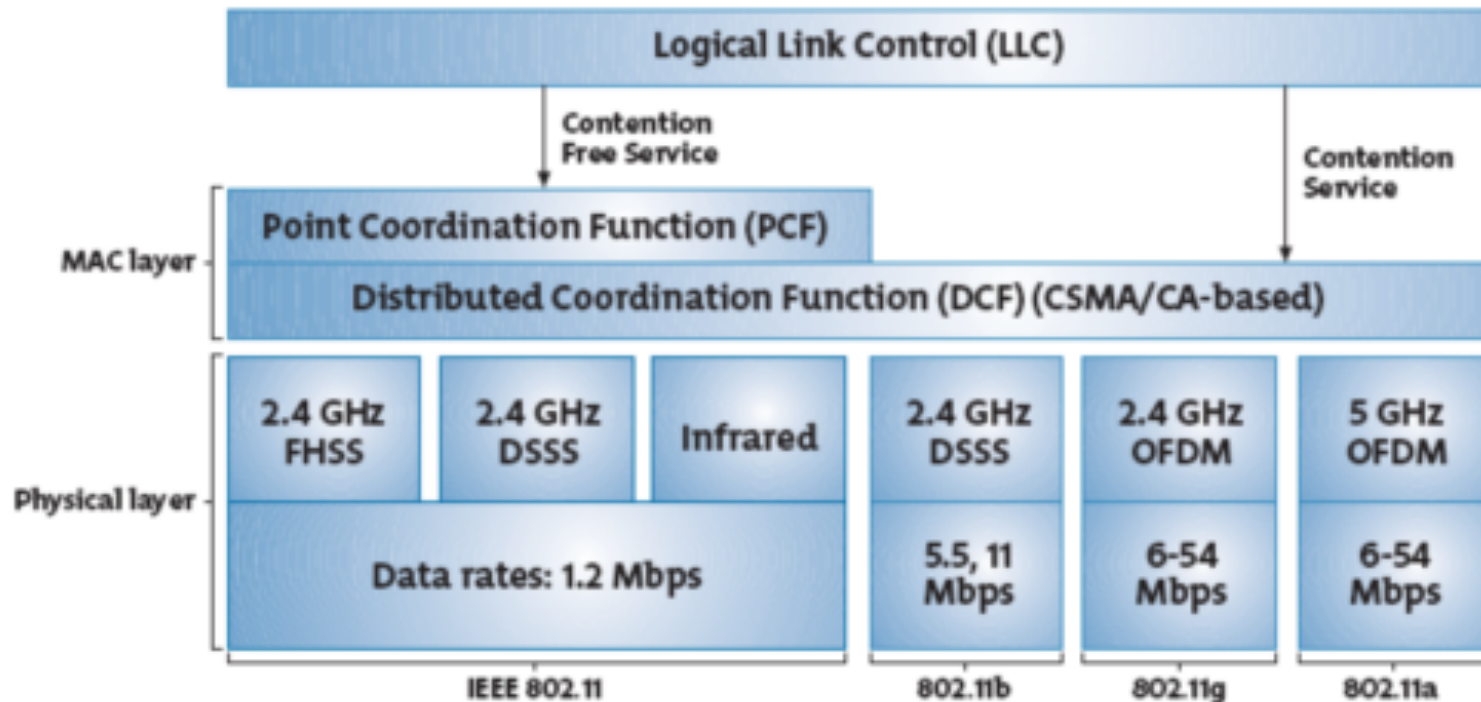 Logical Link Control (LLC)
Contention
Free Service
Contention
Service
MAC layer
Point Coordination Function (PCF)
Distributed Coordination Function (DCF) (CSMA/CA-based)
Physical layer
2.4 GHz
FHSS
2.4 GHz
DSSS
Infrared
2.4 GHz
DSSS
2.4 GHz
OFDM
5 GHz
OFDM
Data rates: 1.2 Mbps
5.5, 11
Mbps
6-54
Mbps
6-54
Mbps
IEEE 802.11
802.11b
802.11g
802.11a